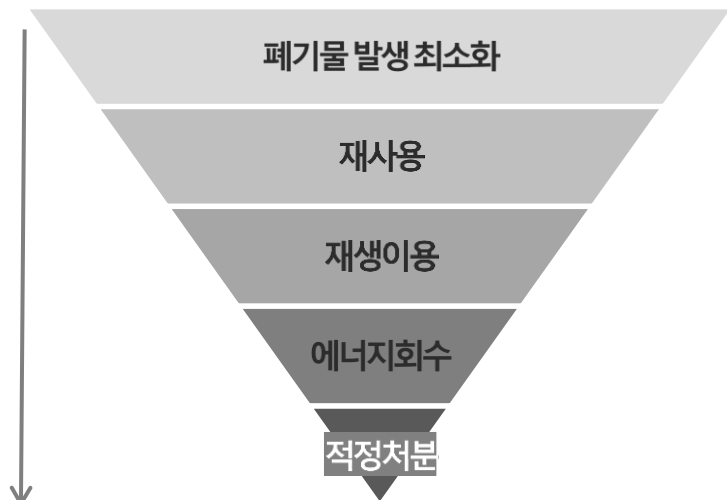 폐기물 발생 최소화
재사용
재생이용
에너지회수
적정처분